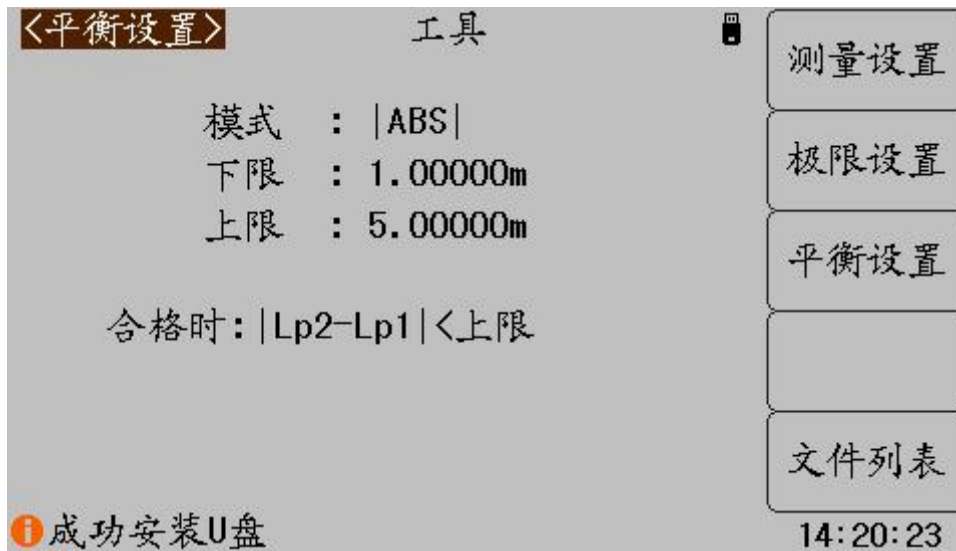 <平衡设置> 工具
测量设置
模式 : |ABS|
下限 : 1.00000m
极限设置
上限 : 5.00000m
平衡设置
合格时:|Lp2-Lp1|<上限
文件列表
成功安装U盘
14:20:23